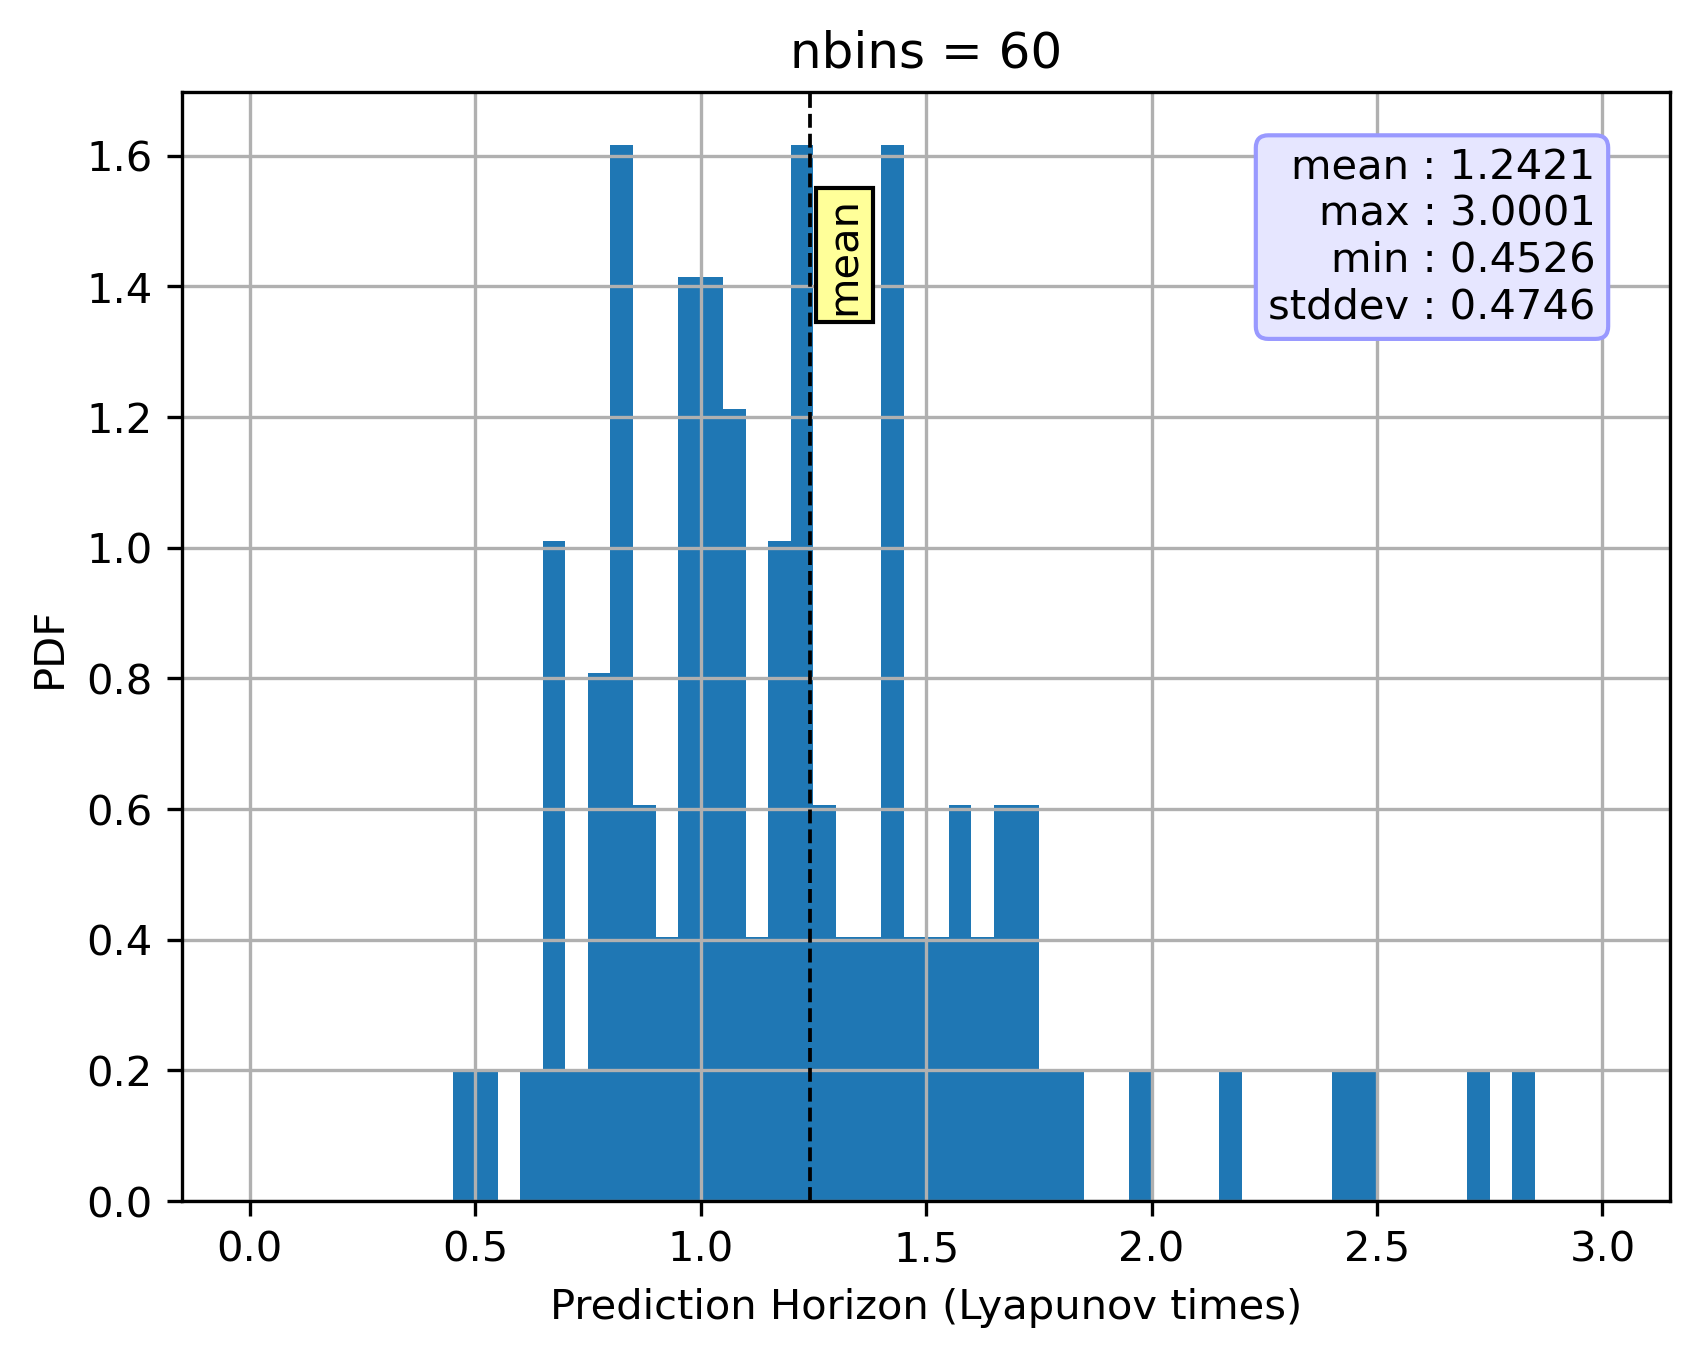 nbins = 60
1.6
1.4
1.2
1.0
0.8
0.6
0.4
0.2
0.0
PDF
mean
mean : 1.2421
max : 3.0001
min : 0.4526
stddev : 0.4746
0.0 0.5 1.0 1.5 2.0 2.5 3.0
Prediction Horizon (Lyapunov times)